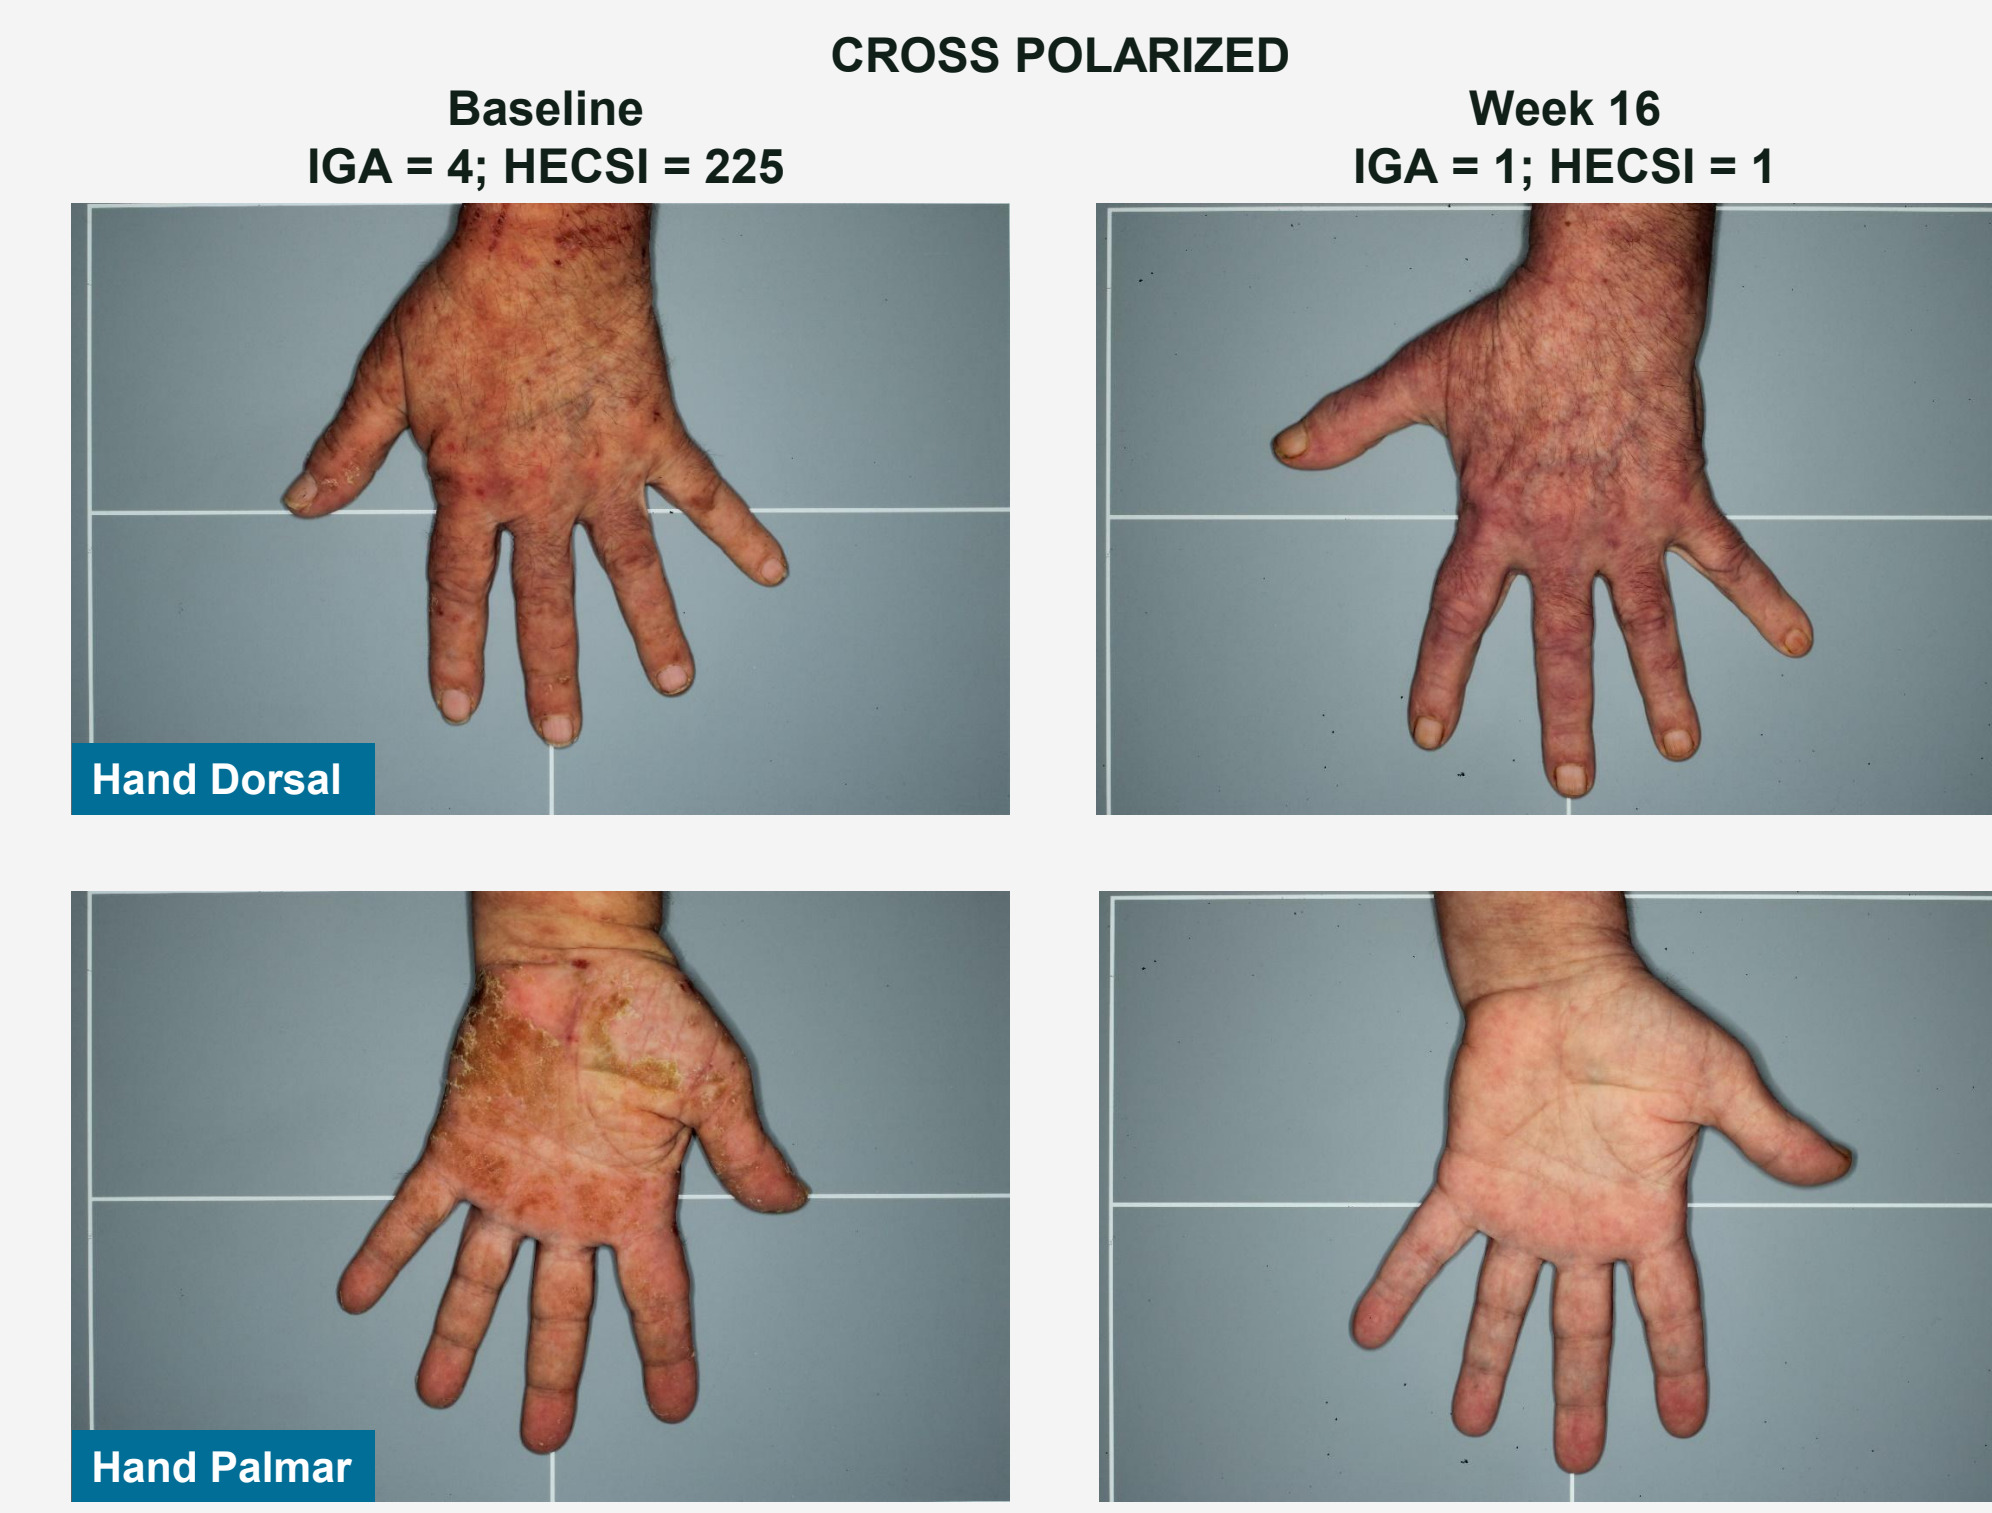 CROSS POLARIZED
Baseline
IGA = 4; HECSI = 225
Week 16
IGA = 1; HECSI = 1
Hand Dorsal
Hand Palmar